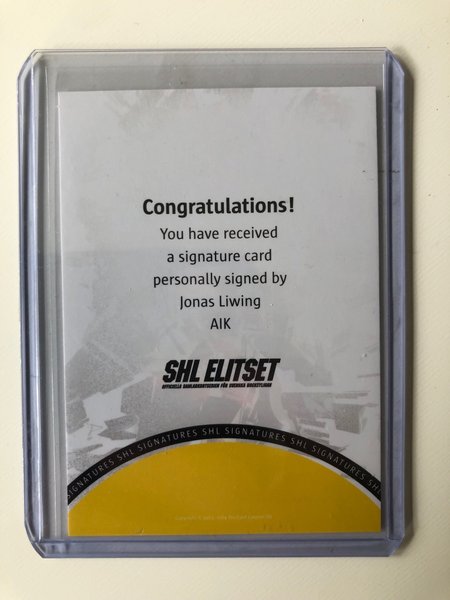 Congratulations!
You have received
a signature card
personally signed by
Jonas Liwing
AIK
SHL ELITSET
OFFICIELLA SAMLARKORTSSERIEN FÖR SVENSKA HOCKEYLIGAN
SIGNATURES SHL SIGNATURES SHL SIGNATURES SHL SIGNATURES SHL